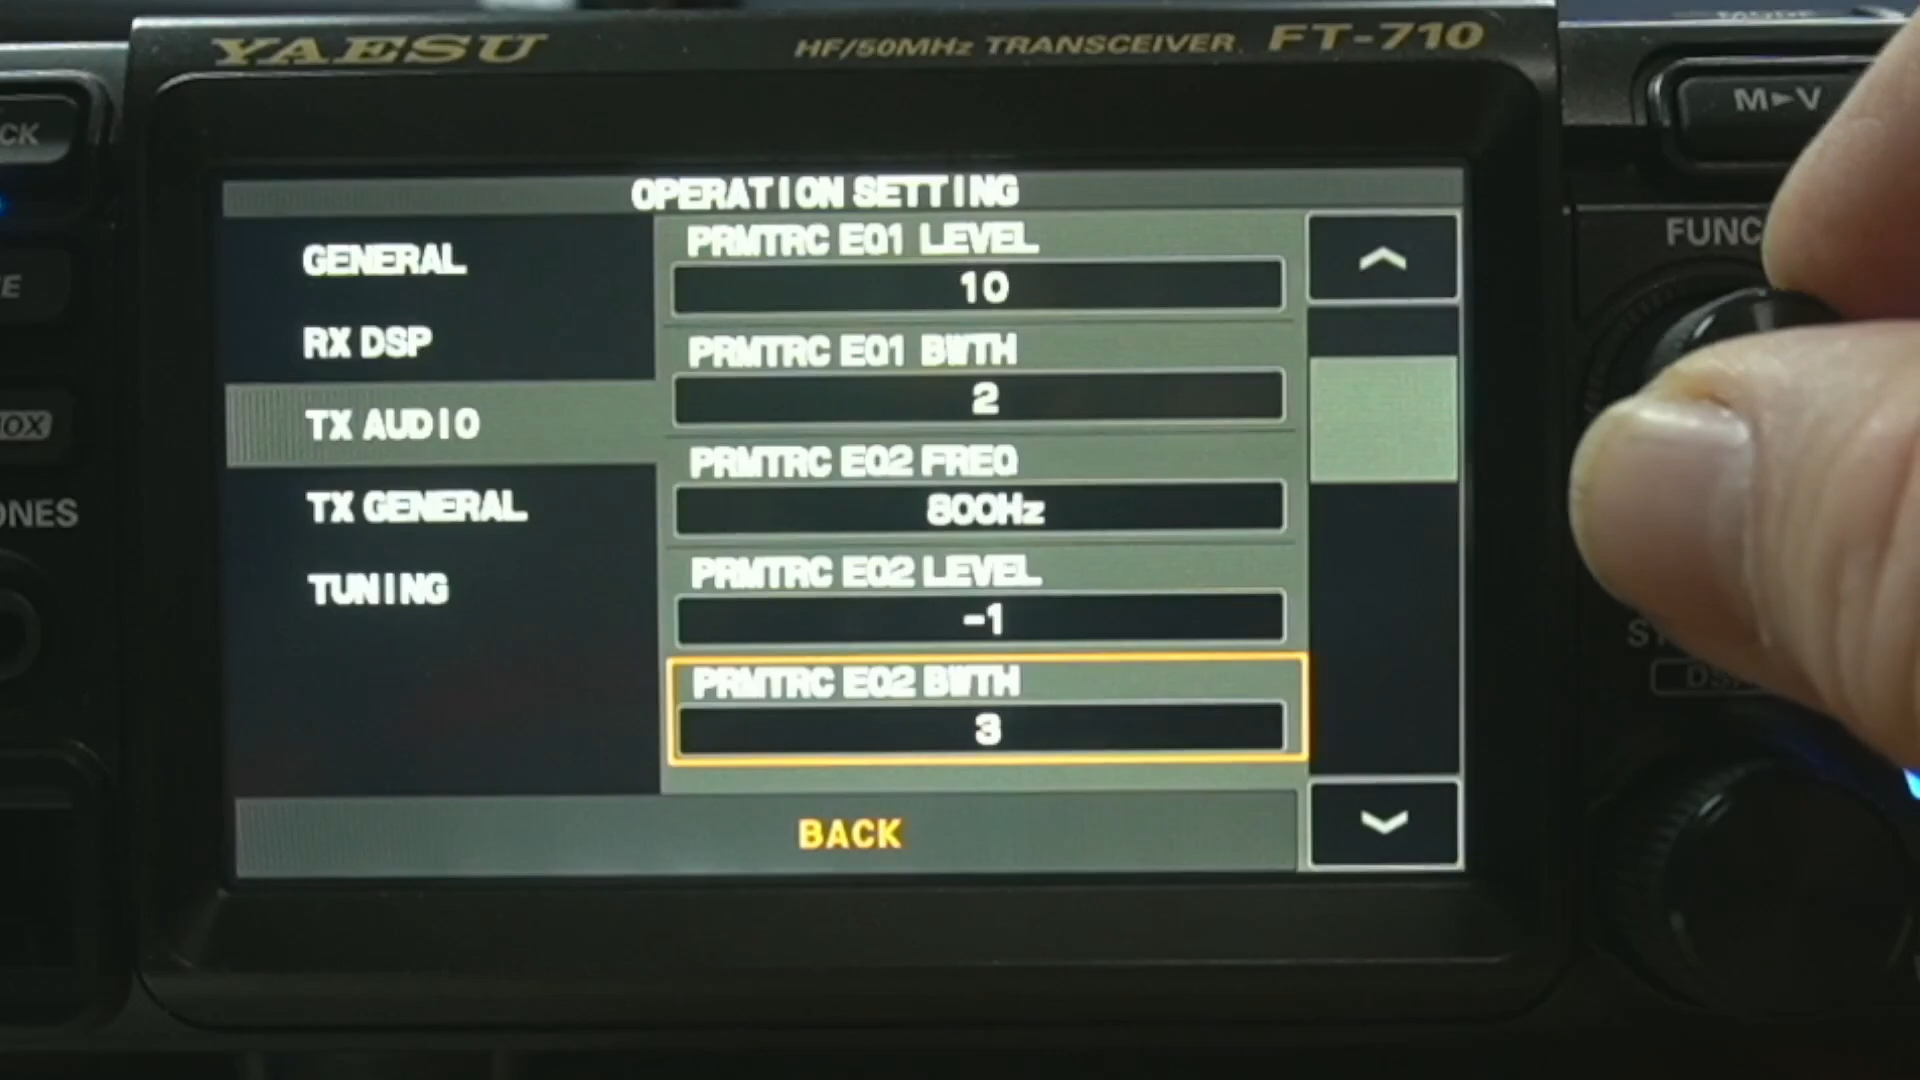 YAESU
HF/50MHz TRANSCEIVER FT-710
M►V
CK
FUNC
E
OX
ONES
OPERATION SETTING
GENERAL
RX DSP
TX AUDIO
TX GENERAL
TUNING
PRMTRC EQ1 LEVEL
10
PRMTRC EQ1 BWTH
2
PRMTRC EQ2 FREQ
800Hz
PRMTRC EQ2 LEVEL
-1
PRMTRC EQ2 BWTH
3
BACK